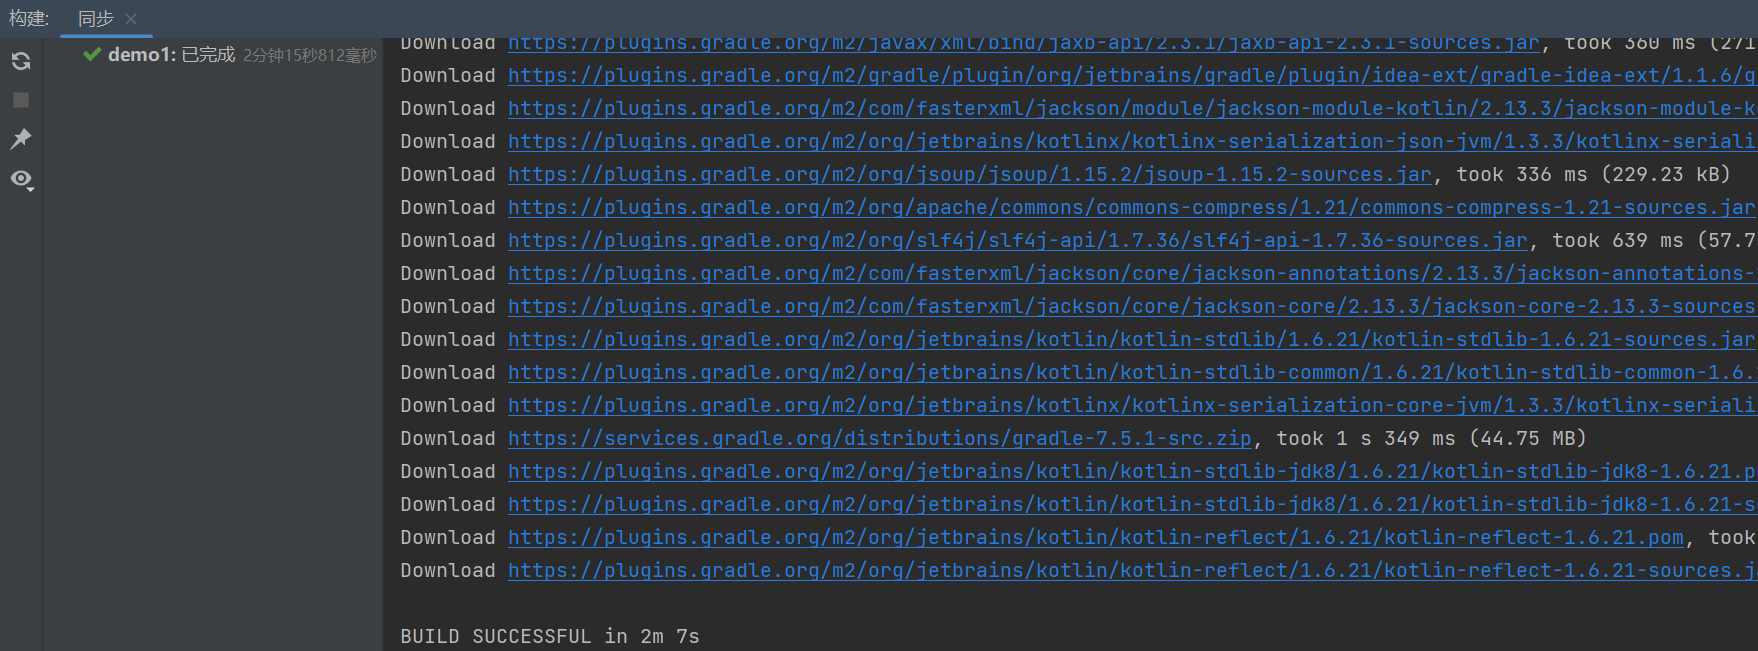 构建: 同步
demo1: 已完成 2分钟15秒812毫秒
Download https://plugins.gradle.org/m2/javax/xml/bind/jaxb-api/2.3.1/jaxb-api-2.3.1-sources.jar, took 360 ms (271
Download https://plugins.gradle.org/m2/gradle/plugin/org/jetbrains/gradle/plugin/idea-ext/gradle-idea-ext/1.1.6/g
Download https://plugins.gradle.org/m2/com/fasterxml/jackson/module/jackson-module-kotlin/2.13.3/jackson-module-k
Download https://plugins.gradle.org/m2/org/jetbrains/kotlinx/kotlinx-serialization-json-jvm/1.3.3/kotlinx-seriali
Download https://plugins.gradle.org/m2/org/jsoup/jsoup/1.15.2/jsoup-1.15.2-sources.jar, took 336 ms (229.23 kB)
Download https://plugins.gradle.org/m2/org/apache/commons/commons-compress/1.21/commons-compress-1.21-sources.jar
Download https://plugins.gradle.org/m2/org/slf4j/slf4j-api/1.7.36/slf4j-api-1.7.36-sources.jar, took 639 ms (57.7
Download https://plugins.gradle.org/m2/com/fasterxml/jackson/core/jackson-annotations/2.13.3/jackson-annotations-
Download https://plugins.gradle.org/m2/com/fasterxml/jackson/core/jackson-core/2.13.3/jackson-core-2.13.3-sources
Download https://plugins.gradle.org/m2/org/jetbrains/kotlin/kotlin-stdlib/1.6.21/kotlin-stdlib-1.6.21-sources.jar
Download https://plugins.gradle.org/m2/org/jetbrains/kotlin/kotlin-stdlib-common/1.6.21/kotlin-stdlib-common-1.6.
Download https://plugins.gradle.org/m2/org/jetbrains/kotlinx/kotlinx-serialization-core-jvm/1.3.3/kotlinx-seriali
Download https://services.gradle.org/distributions/gradle-7.5.1-src.zip, took 1 s 349 ms (44.75 MB)
Download https://plugins.gradle.org/m2/org/jetbrains/kotlin/kotlin-stdlib-jdk8/1.6.21/kotlin-stdlib-jdk8-1.6.21.po
Download https://plugins.gradle.org/m2/org/jetbrains/kotlin/kotlin-stdlib-jdk8/1.6.21/kotlin-stdlib-jdk8-1.6.21-s
Download https://plugins.gradle.org/m2/org/jetbrains/kotlin/kotlin-reflect/1.6.21/kotlin-reflect-1.6.21.pom, took
Download https://plugins.gradle.org/m2/org/jetbrains/kotlin/kotlin-reflect/1.6.21/kotlin-reflect-1.6.21-sources.j
BUILD SUCCESSFUL in 2m 7s